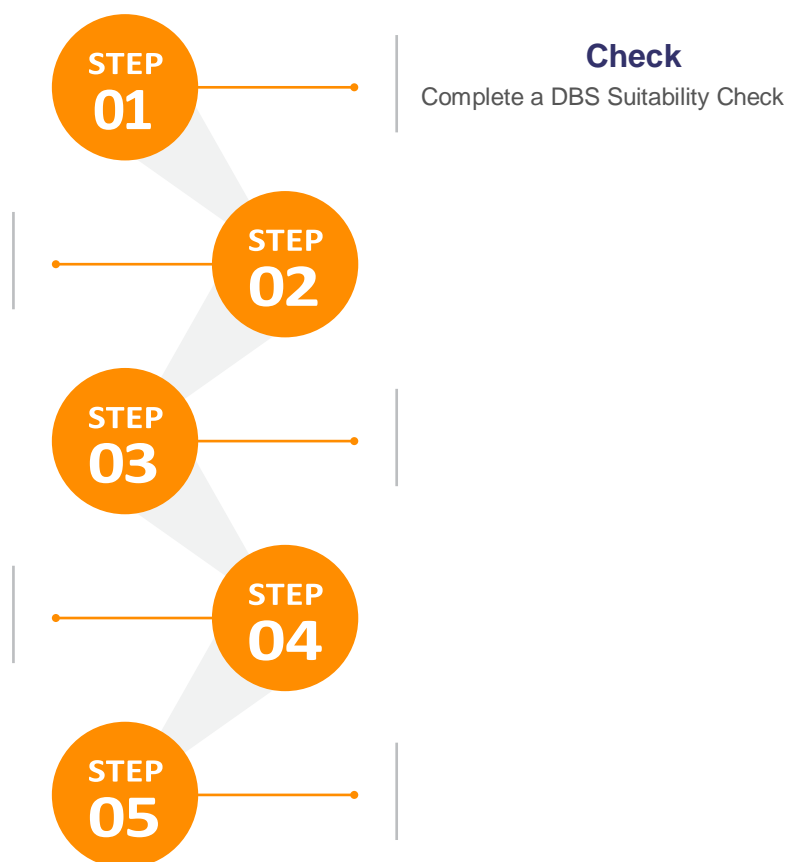 STEP
01
Check
Complete a DBS Suitability Check
STEP
02
STEP
03
STEP
04
STEP
05